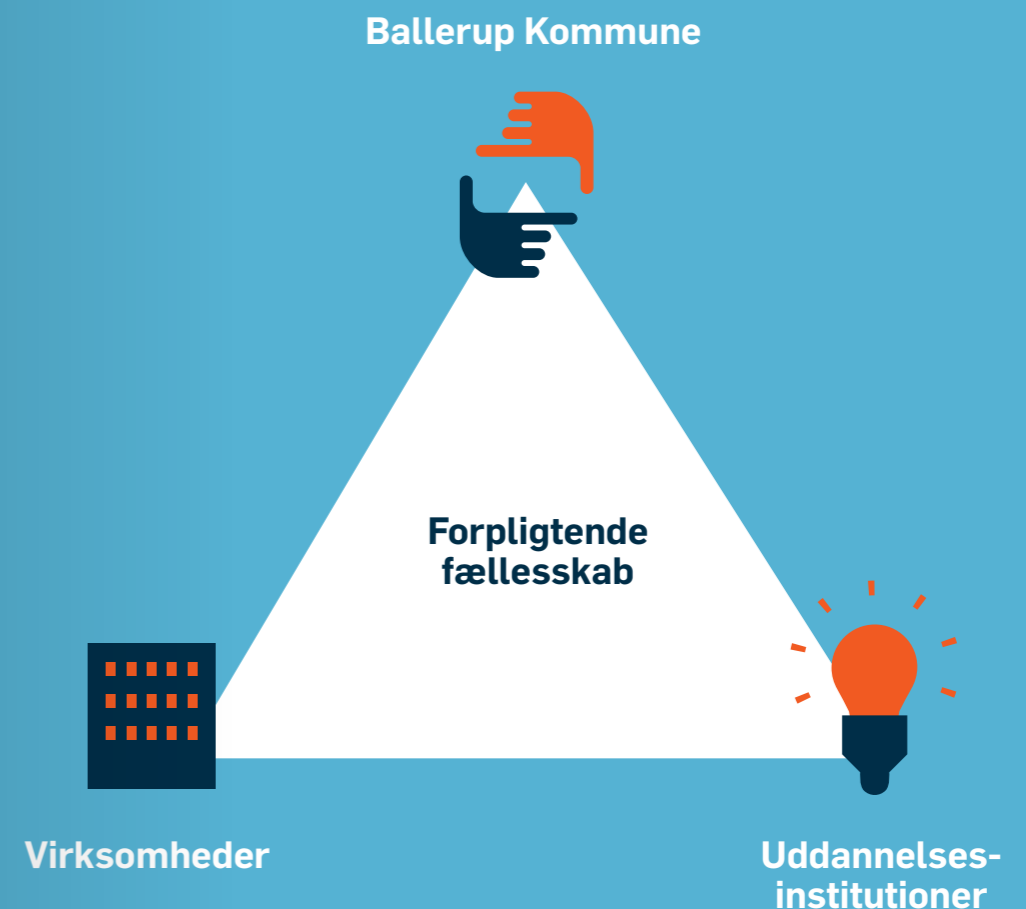 Ballerup Kommune
Forpligtende
fællesskab
Virksomheder
Uddannelses-
institutioner